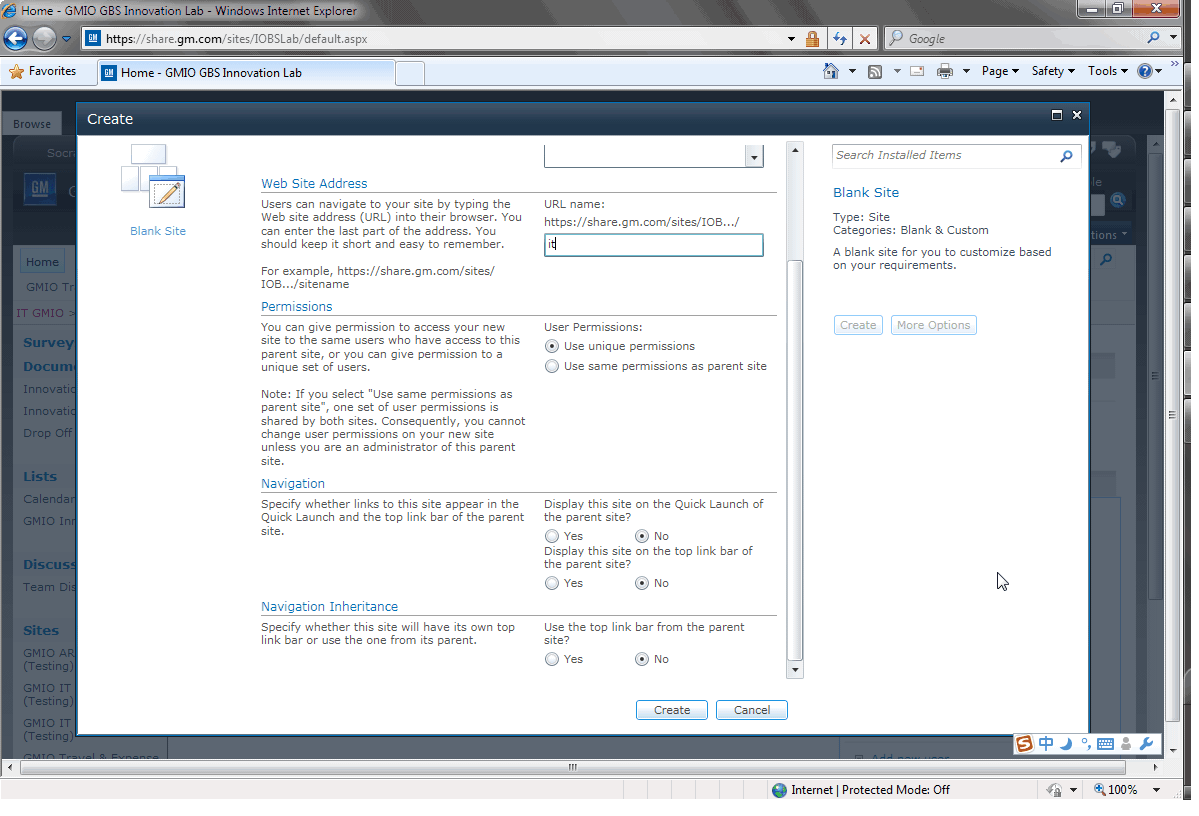 Home - GMIO GBS Innovation Lab - Windows Internet Explorer
https://share.gm.com/sites/IOBSLab/default.aspx
Google
Favorites
Home - GMIO GBS Innovation Lab
Page
Safety
Tools
Browse
Create
GM
Home
GMIO Tr
IT GMIO >
Survey
Docum
Innovatio
Innovatio
Drop Off
Lists
Calendar
GMIO Inn
Discuss
Team Dis
Sites
GMIO AR
(Testing)
GMIO IT
(Testing)
GMIO IT
(Testing)
GMIO Travel & Expense
Blank Site
Web Site Address
Users can navigate to your site by typing the
Web site address (URL) into their browser. You
can enter the last part of the address. You
should keep it short and easy to remember.
For example, https://share.gm.com/sites/
IOB.../sitename
URL name:
https://share.gm.com/sites/IOB.../
it
Permissions
You can give permission to access your new
site to the same users who have access to this
parent site, or you can give permission to a
unique set of users.
Note: If you select "Use same permissions as
parent site", one set of user permissions is
shared by both sites. Consequently, you cannot
change user permissions on your new site
unless you are an administrator of this parent
site.
User Permissions:
Use unique permissions
Use same permissions as parent site
Navigation
Specify whether links to this site appear in the
Quick Launch and the top link bar of the parent
site.
Display this site on the Quick Launch of
the parent site?
Yes No
Display this site on the top link bar of
the parent site?
Yes No
Navigation Inheritance
Specify whether this site will have its own top
link bar or use the one from its parent.
Use the top link bar from the parent
site?
Yes No
Create Cancel
Search Installed Items
Blank Site
Type: Site
Categories: Blank & Custom
A blank site for you to customize based
on your requirements.
Create More Options
Add new user
中
Internet | Protected Mode: Off
100%